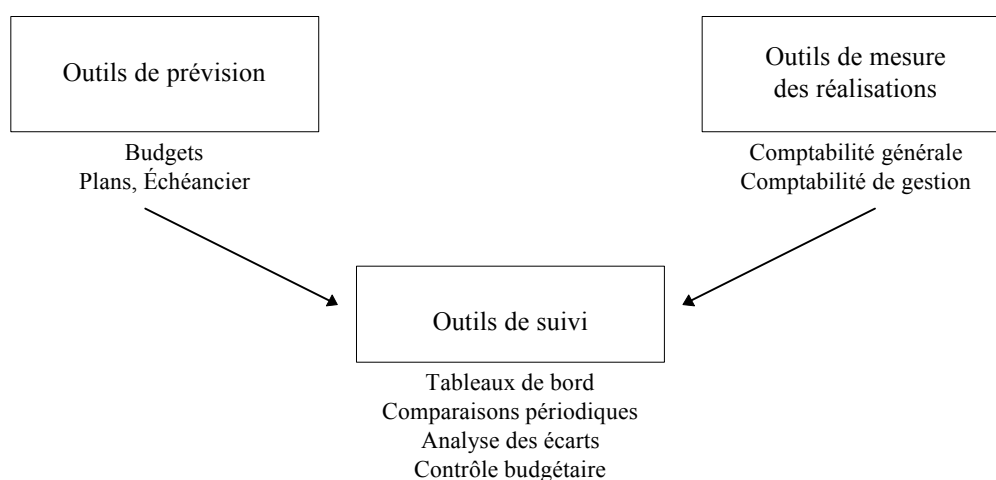 Outils de prévision
Budgets
Plans, Échéancier
Outils de mesure
des réalisations
Comptabilité générale
Comptabilité de gestion
Outils de suivi
Tableaux de bord
Comparaisons périodiques
Analyse des écarts
Contrôle budgétaire